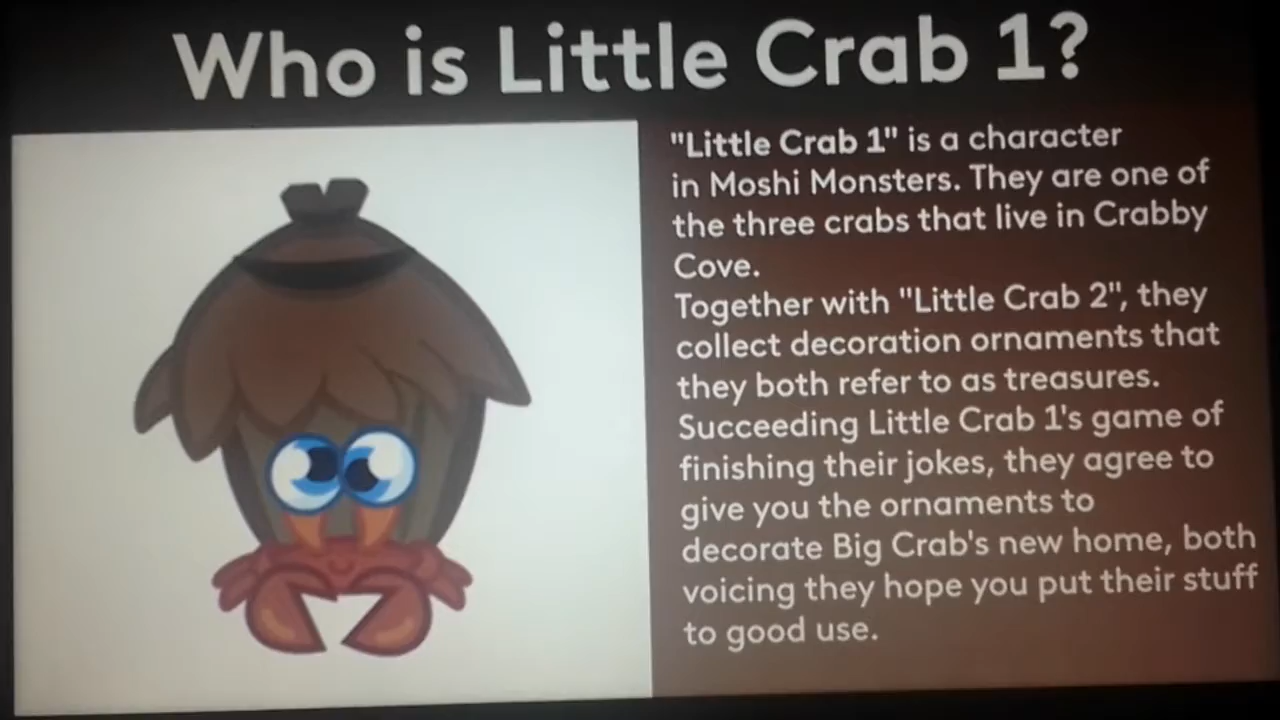 Who is Little Crab 1?
"Little Crab 1" is a character
in Moshi Monsters. They are one of
the three crabs that live in Crabby
Cove.
Together with "Little Crab 2", they
collect decoration ornaments that
they both refer to as treasures.
Succeeding Little Crab 1's game of
finishing their jokes, they agree to
give you the ornaments to
decorate Big Crab's new home, both
voicing they hope you put their stuff
to good use.